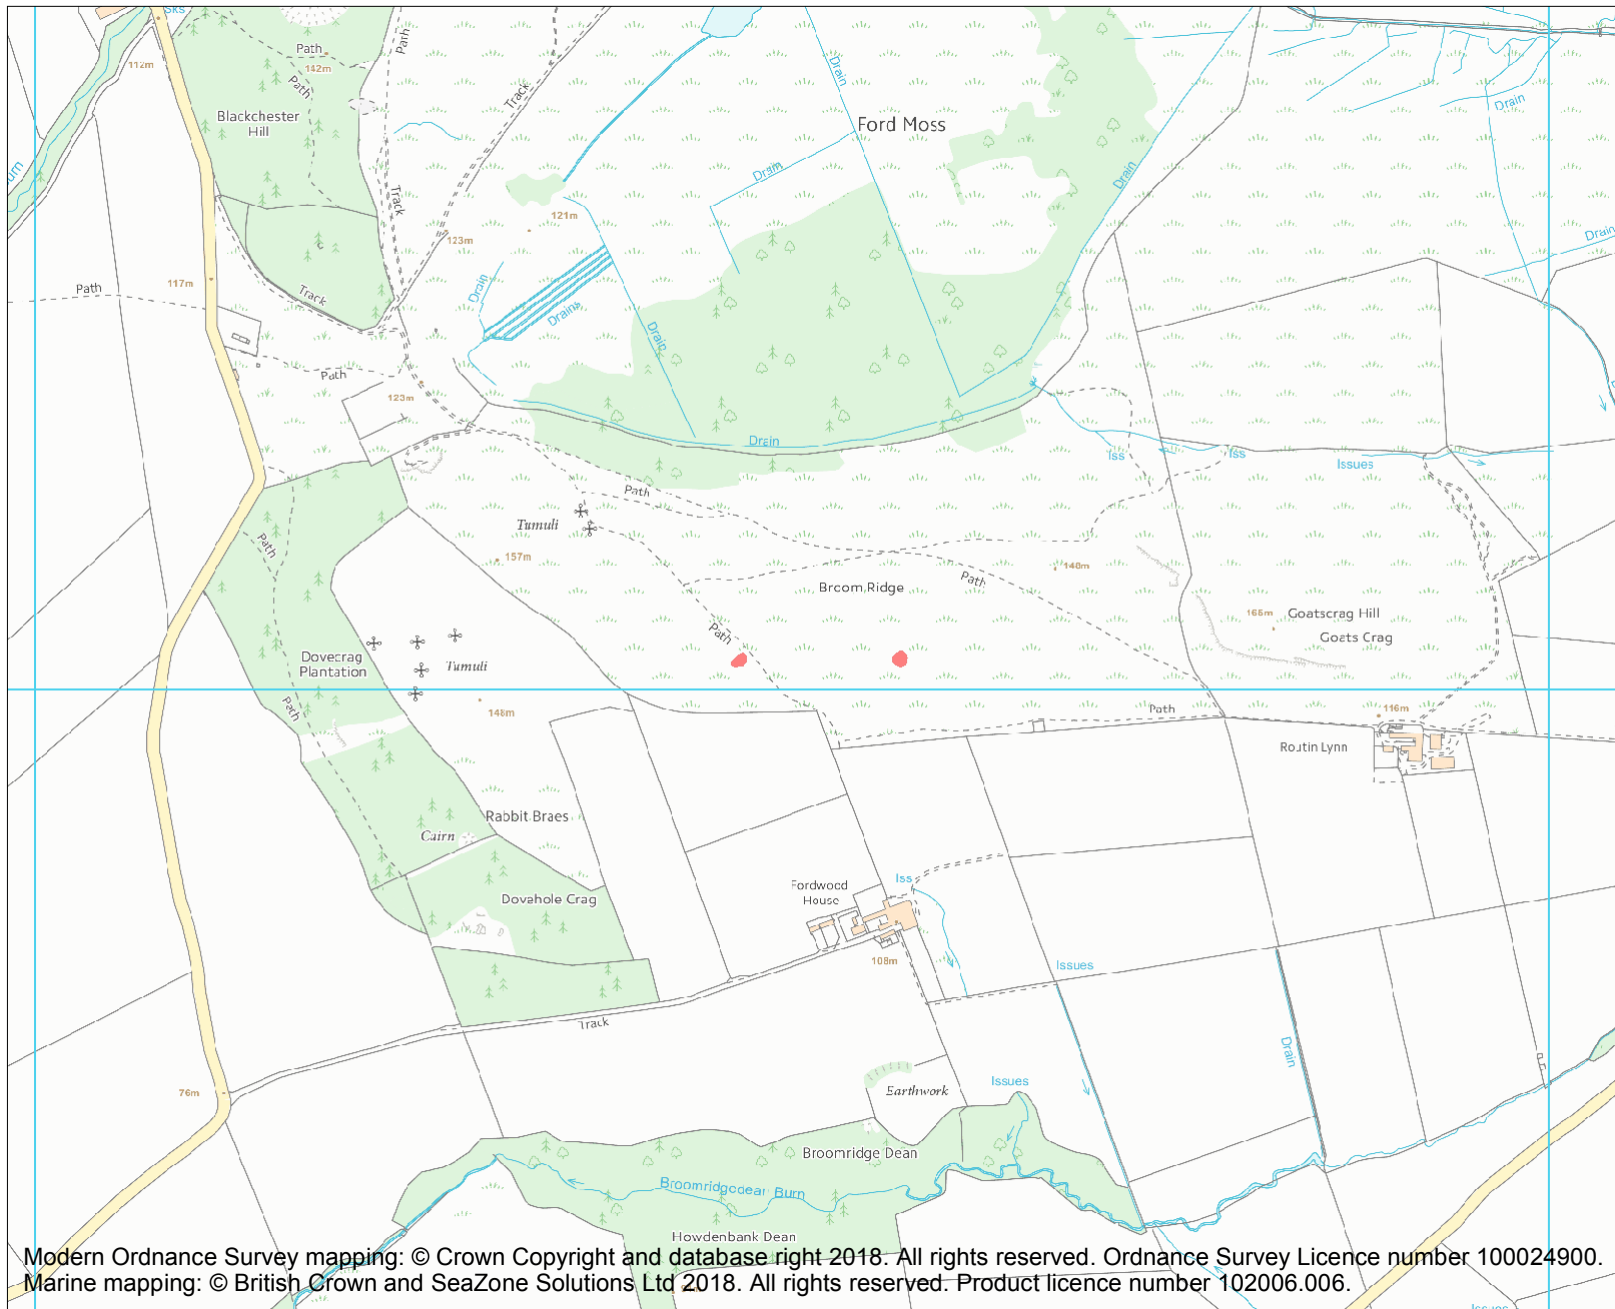 Sks
Path
Path
112m
142m
Path
Blackchester
Hill
Track
Drain
Ford Moss
Drain
Drain
Drain
Track
121m
123m
117m
Drain
Path
Track
Drains
Drain
Drain
Path
123m
Drain
Iss
Iss
Issues
Path
Tumuli
157m
Path
Broom Ridge
Path
148m
Goatscrag Hill
Goats Crag
Path
Dovecrag
Plantation
Tumuli
Path
Path
116m
Routin Lynn
Rabbit Braes
Cairn
Fordwood
House
Iss
Dovehole Crag
108m
Issues
Track
Drain
76m
Earthwork
Issues
Broomridge Dean
Broomridgedean Burn
Howdenbank Dean
Modern Ordnance Survey mapping: © Crown Copyright and database right 2018. All rights reserved. Ordnance Survey Licence number 100024900.
Marine mapping: © British Crown and SeaZone Solutions Ltd 2018. All rights reserved. Product licence number 102006.006.